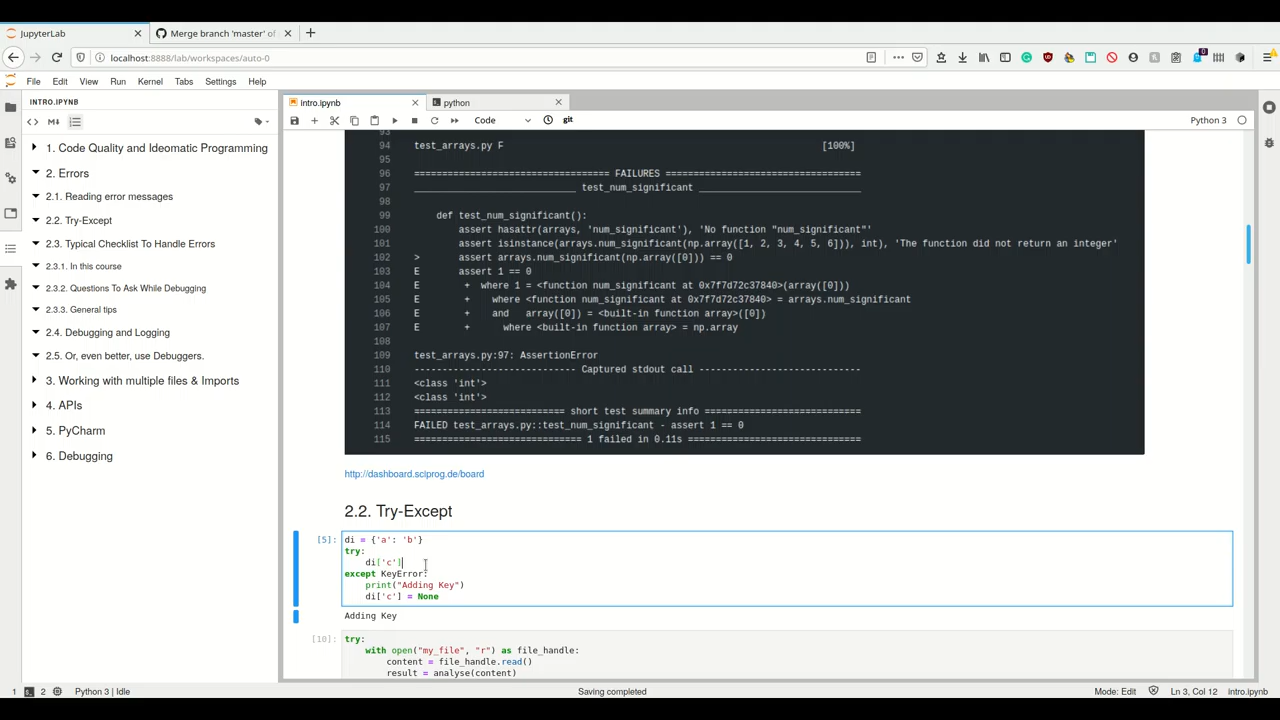 JupyterLab
Merge branch 'master' of
localhost:8888/lab/workspaces/auto-0
File Edit View Run Kernel Tabs Settings Help
INTRO.IPYNB
1. Code Quality and Ideomatic Programming
2. Errors
2.1. Reading error messages
2.2. Try-Except
2.3. Typical Checklist To Handle Errors
2.3.1. In this course
2.3.2. Questions To Ask While Debugging
2.3.3. General tips
2.4. Debugging and Logging
2.5. Or, even better, use Debuggers.
3. Working with multiple files & Imports
4. APIs
5. PyCharm
6. Debugging
intro.ipynb
python
Code
git
Python 3
93
94 test_arrays.py F [100%]
95
96 =================================== FAILURES ===================================
97 _____________________________ test_num_significant _____________________________
98
99 def test_num_significant():
100 assert hasattr(arrays, 'num_significant'), 'No function "num_significant"'
101 assert isinstance(arrays.num_significant(np.array([1, 2, 3, 4, 5, 6])), int), 'The function did not return an integer'
102 > assert arrays.num_significant(np.array([0])) == 0
103 E assert 1 == 0
104 E + where 1 = <function num_significant at 0x7f7d72c37840>(array([0]))
105 E + where <function num_significant at 0x7f7d72c37840> = arrays.num_significant
106 E + and array([0]) = <built-in function array>([0])
107 E + where <built-in function array> = np.array
108
109 test_arrays.py:97: AssertionError
110 ----------------------------- Captured stdout call -----------------------------
111 <class 'int'>
112 <class 'int'>
113 =========================== short test summary info ============================
114 FAILED test_arrays.py::test_num_significant - assert 1 == 0
115 ============================== 1 failed in 0.11s ===============================
http://dashboard.sciprog.de/board
2.2. Try-Except
[5]: di = {'a': 'b'}
try:
di['c']
except KeyError:
print("Adding Key")
di['c'] = None
Adding Key
[10]: try:
with open("my_file", "r") as file_handle:
content = file_handle.read()
result = analyse(content)
1 2 Python 3 | Idle
Saving completed
Mode: Edit
Ln 3, Col 12
intro.ipynb